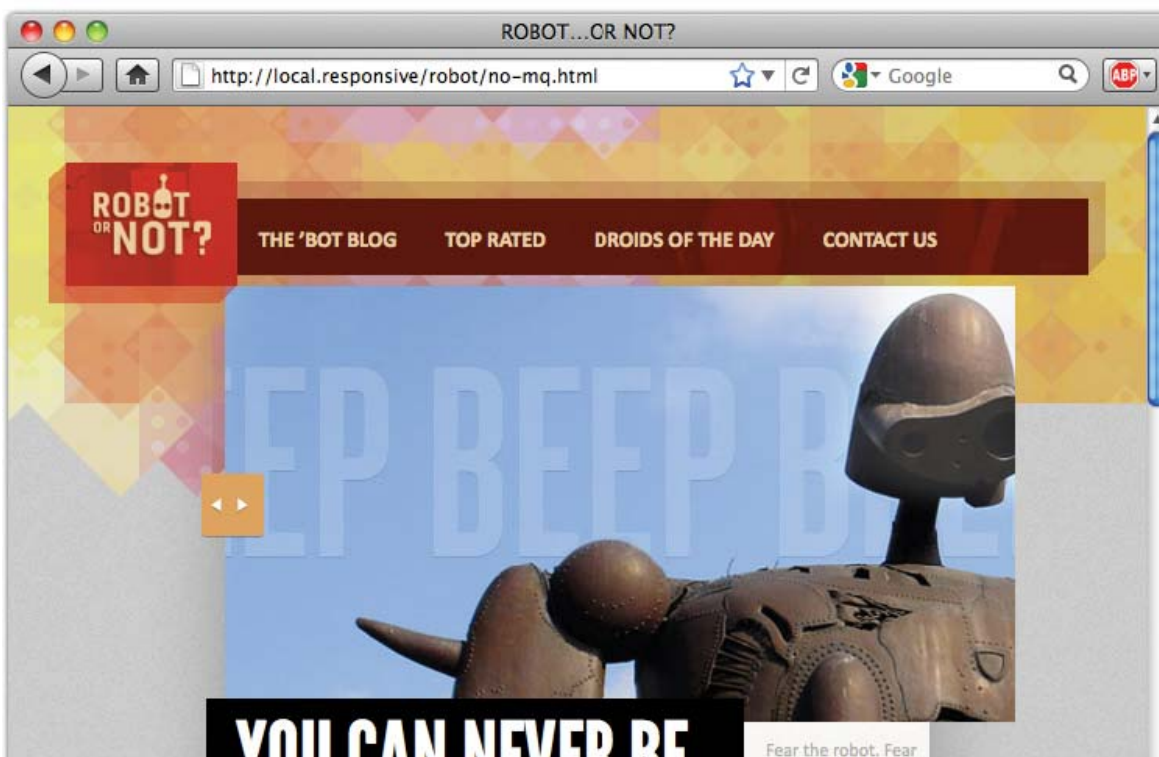 ROBOT...OR NOT?
http://local.responsive/robot/no-mq.html
Google
ABP
ROBOT
OR NOT?
THE ’BOT BLOG
TOP RATED
DROIDS OF THE DAY
CONTACT US
EEP BEEP BEE
YOU CAN NEVER BE
Fear the robot. Fear